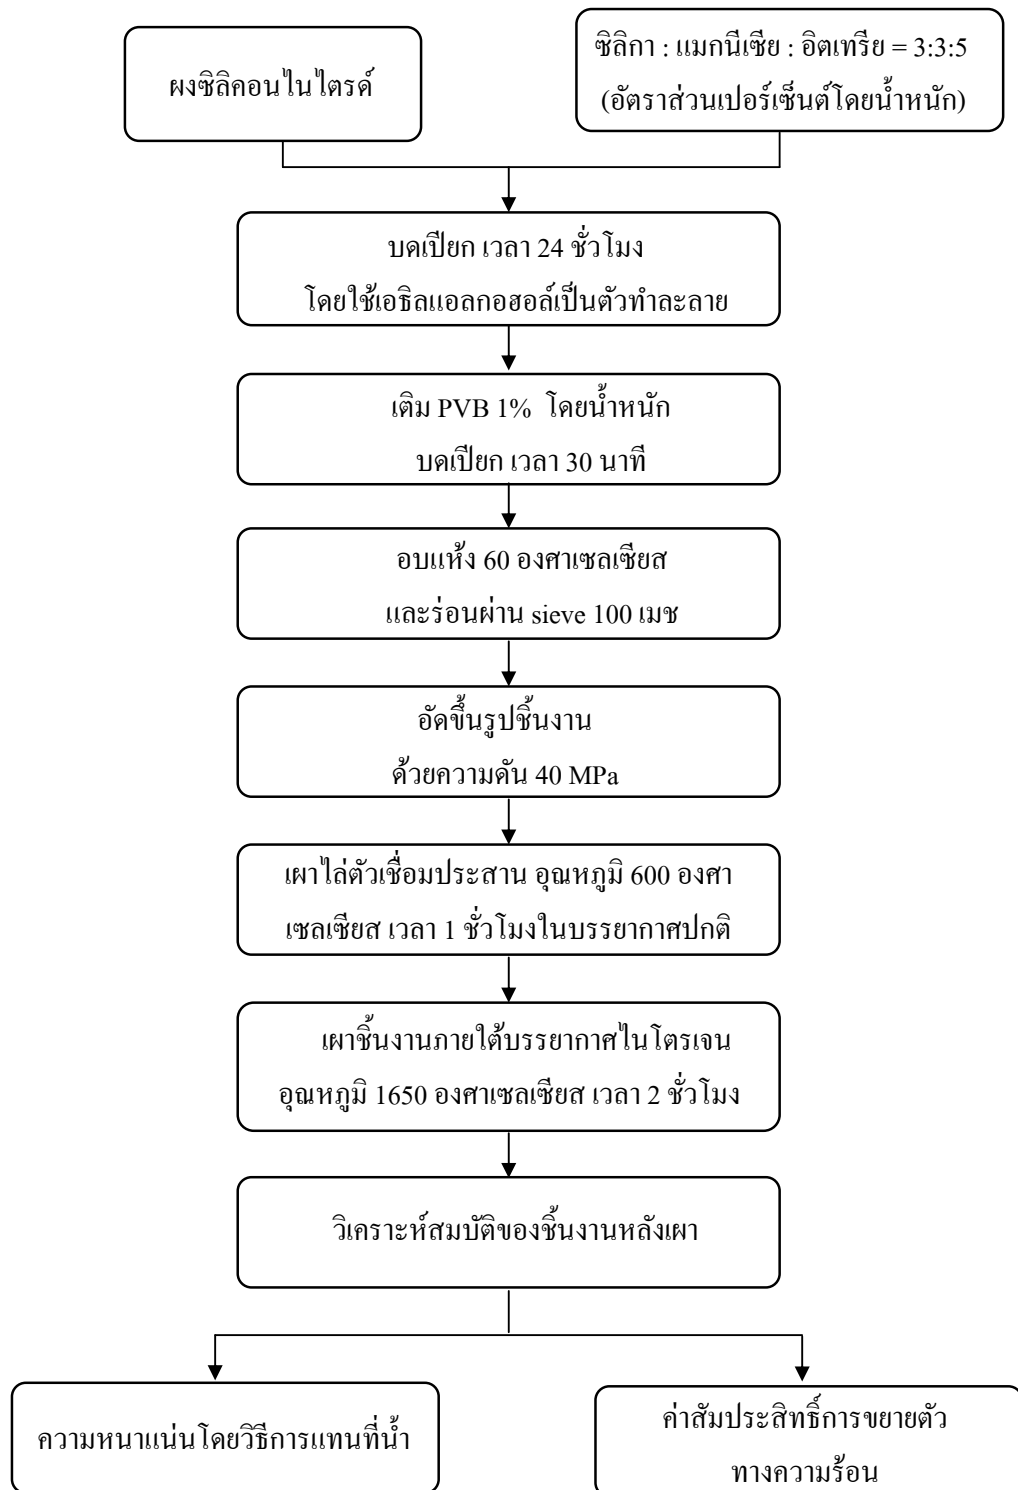 ผงซิลิคอนไนไตรด์
ซิลิกา : แมกนีเซีย : อิตเทรีย = 3:3:5
(อัตราส่วนเปอร์เซ็นต์โดยน้ำหนัก)
บดเปียก เวลา 24 ชั่วโมง
โดยใช้เอธิลแอลกอฮอล์เป็นตัวทำละลาย
เติม PVB 1% โดยน้ำหนัก
บดเปียก เวลา 30 นาที
อบแห้ง 60 องศาเซลเซียส
และร่อนผ่าน sieve 100 เมช
อัดขึ้นรูปชิ้นงาน
ด้วยความดัน 40 MPa
เผาไล่ตัวเชื่อมประสาน อุณหภูมิ 600 องศา
เซลเซียส เวลา 1 ชั่วโมงในบรรยากาศปกติ
เผาชิ้นงานภายใต้บรรยากาศไนโตรเจน
อุณหภูมิ 1650 องศาเซลเซียส เวลา 2 ชั่วโมง
วิเคราะห์สมบัติของชิ้นงานหลังเผา
ความหนาแน่นโดยวิธีการแทนที่น้ำ
ค่าสัมประสิทธิ์การขยายตัว
ทางความร้อน